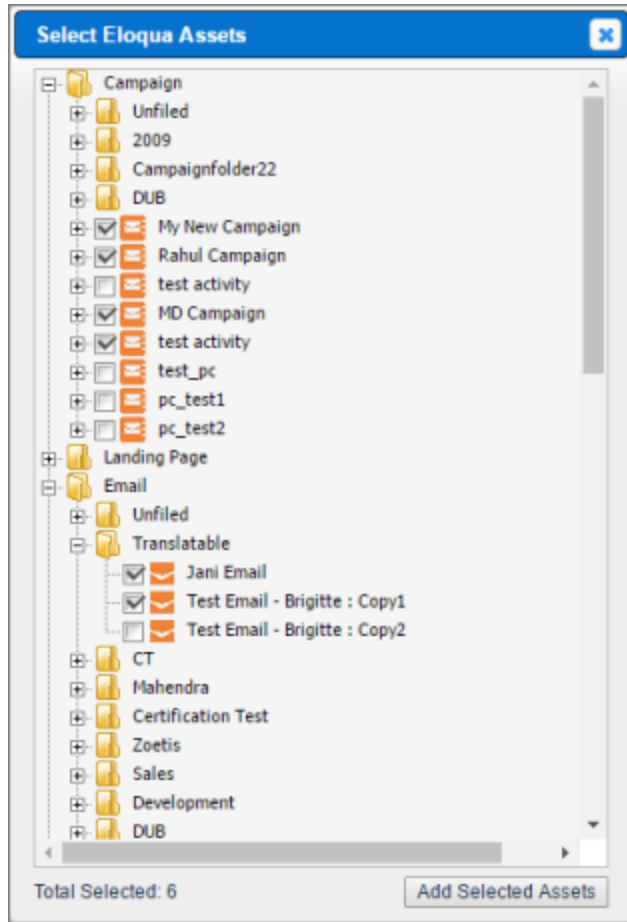 Select Eloqua Assets
Campaign
Unfiled
2009
Campaignfolder22
DUB
My New Campaign
Rahul Campaign
test activity
MD Campaign
test activity
test_pc
pc_test1
pc_test2
Landing Page
Email
Unfiled
Translatable
Jani Email
Test Email - Brigitte : Copy1
Test Email - Brigitte : Copy2
CT
Mahendra
Certification Test
Zoetis
Sales
Development
DUB
Total Selected: 6 Add Selected Assets